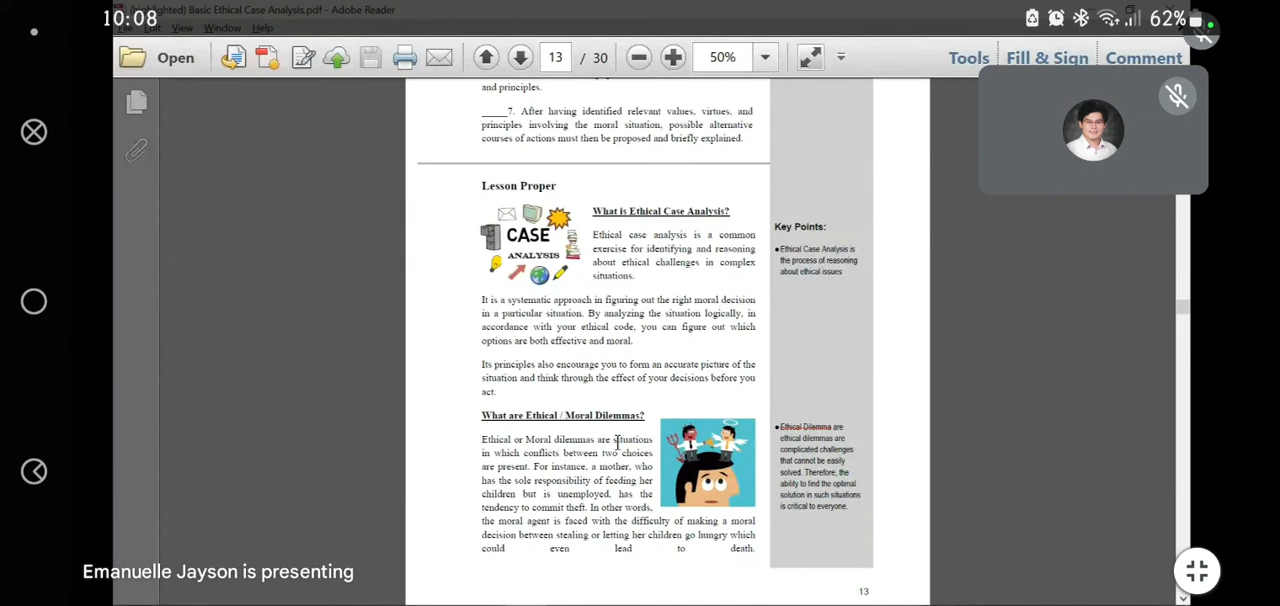 10:08
62%
(highlighted) Basic Ethical Case Analysis.pdf - Adobe Reader
File Edit View Window Help
Open
13 / 30
50%
Tools Fill & Sign Comment
and principles.
_____7. After having identified relevant values, virtues, and
principles involving the moral situation, possible alternative
courses of actions must then be proposed and briefly explained.
Lesson Proper
CASE
ANALYSIS
What is Ethical Case Analysis?
Ethical case analysis is a common
exercise for identifying and reasoning
about ethical challenges in complex
situations.
It is a systematic approach in figuring out the right moral decision
in a particular situation. By analyzing the situation logically, in
accordance with your ethical code, you can figure out which
options are both effective and moral.
Its principles also encourage you to form an accurate picture of the
situation and think through the effect of your decisions before you
act.
What are Ethical / Moral Dilemmas?
Ethical or Moral dilemmas are situations
in which conflicts between two choices
are present. For instance, a mother, who
has the sole responsibility of feeding her
children but is unemployed, has the
tendency to commit theft. In other words,
the moral agent is faced with the difficulty of making a moral
decision between stealing or letting her children go hungry which
could even lead to death.
Key Points:
●Ethical Case Analysis is
the process of reasoning
about ethical issues
●Ethical Dilemma are
ethical dilemmas are
complicated challenges
that cannot be easily
solved. Therefore, the
ability to find the optimal
solution in such situations
is critical to everyone.
13
Emanuelle Jayson is presenting